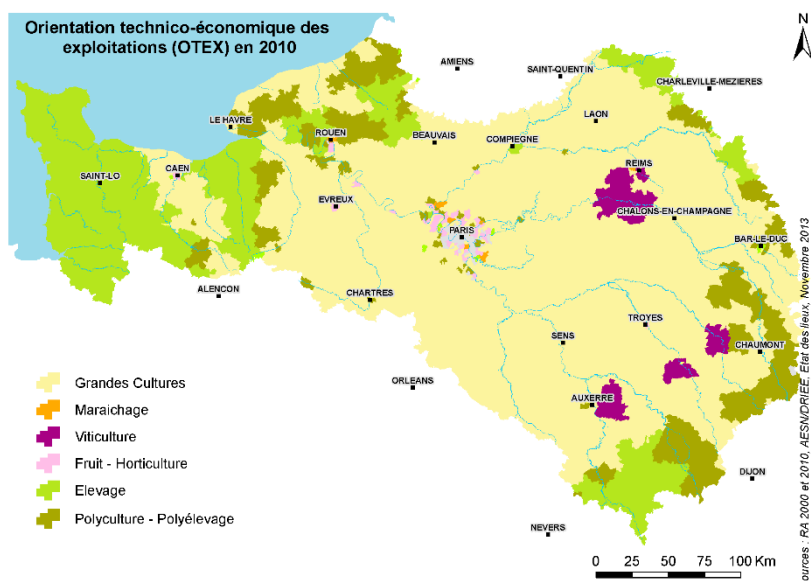 Orientation technico-économique des
exploitations (OTEX) en 2010
N
AMIENS
SAINT-QUENTIN
CHARLEVILLE-MEZIERES
LE HAVRE
LAON
ROUEN
BEAUVAIS
COMPIEGNE
CAEN
REIMS
SAINT-LO
EVREUX
CHALONS-EN-CHAMPAGNE
PARIS
BAR-LE-DUC
ALENCON
CHARTRES
TROYES
SENS
CHAUMONT
ORLEANS
AUXERRE
DIJON
NEVERS
Grandes Cultures
Maraichage
Viticulture
Fruit - Horticulture
Elevage
Polyculture - Polyélevage
0 25 50 75 100 Km
ources : RA 2000 et 2010, AESN/DRIEE, Etat des lieux, Novembre 2013